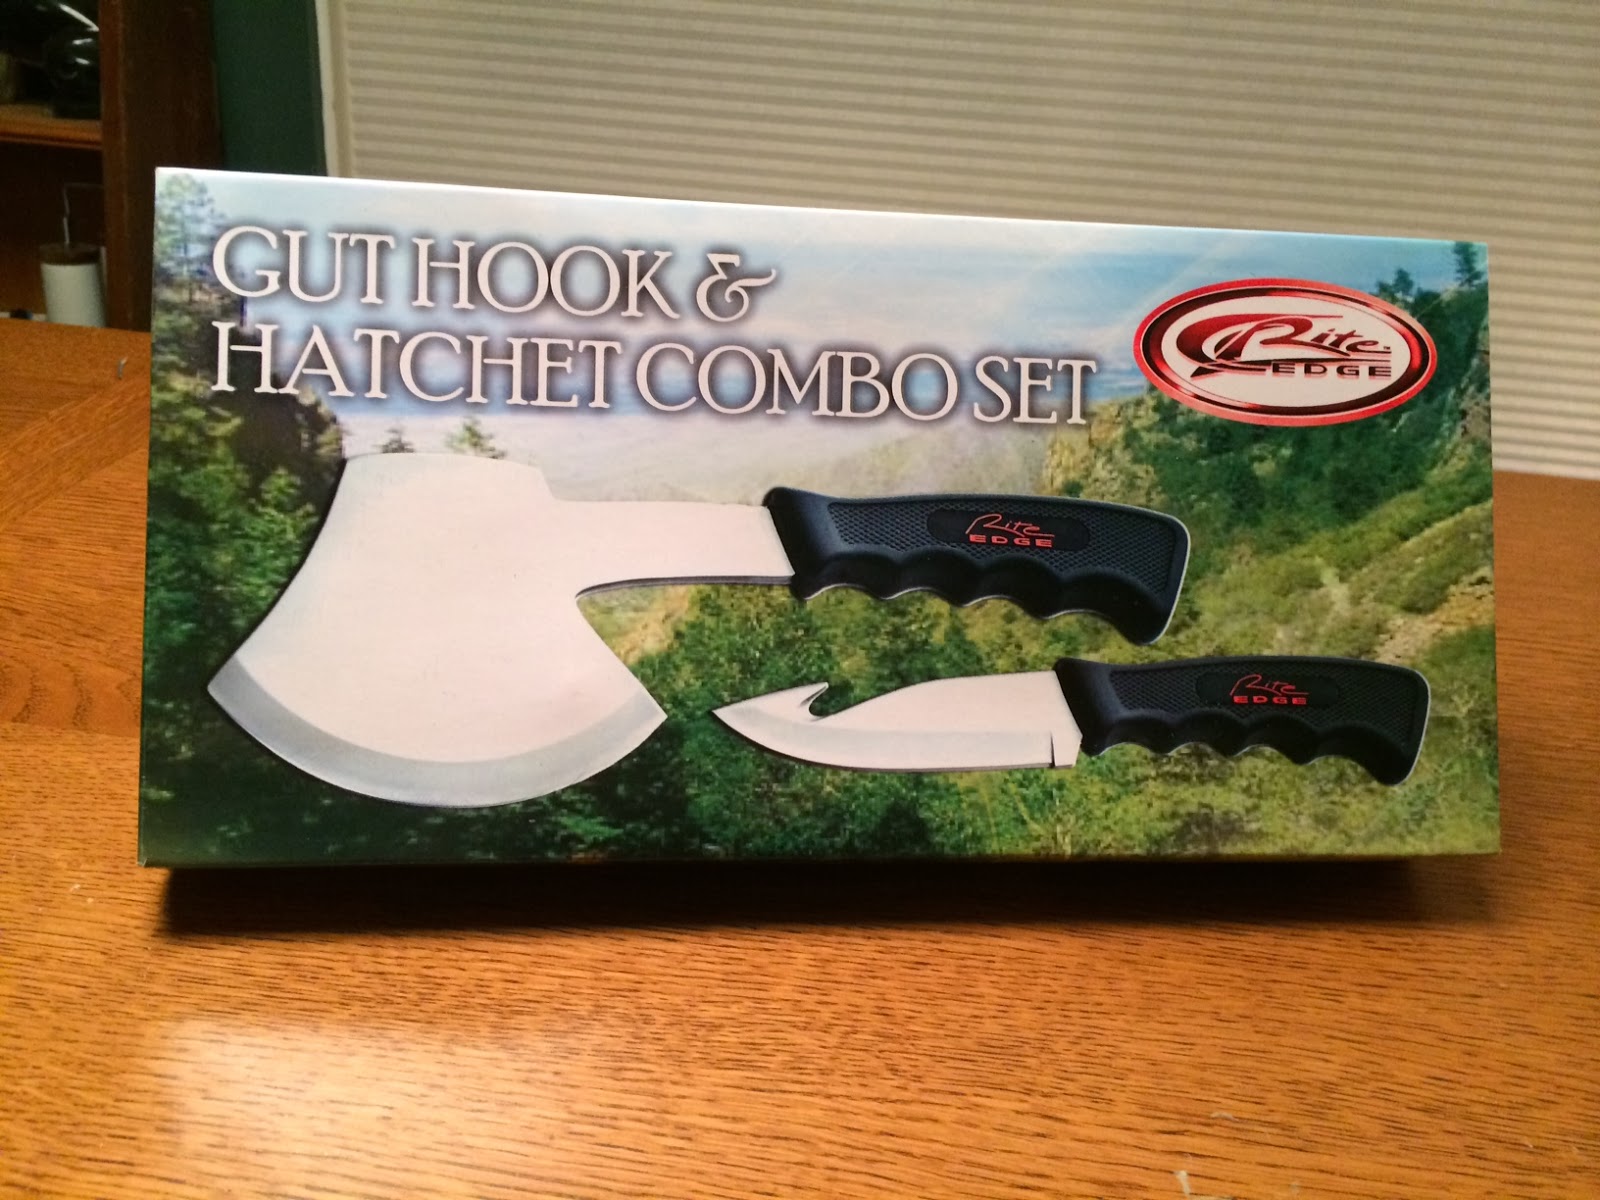 GUT HOOK &
HATCHET COMBO SET
Rite
EDGE
Rite
EDGE
Rite
EDGE